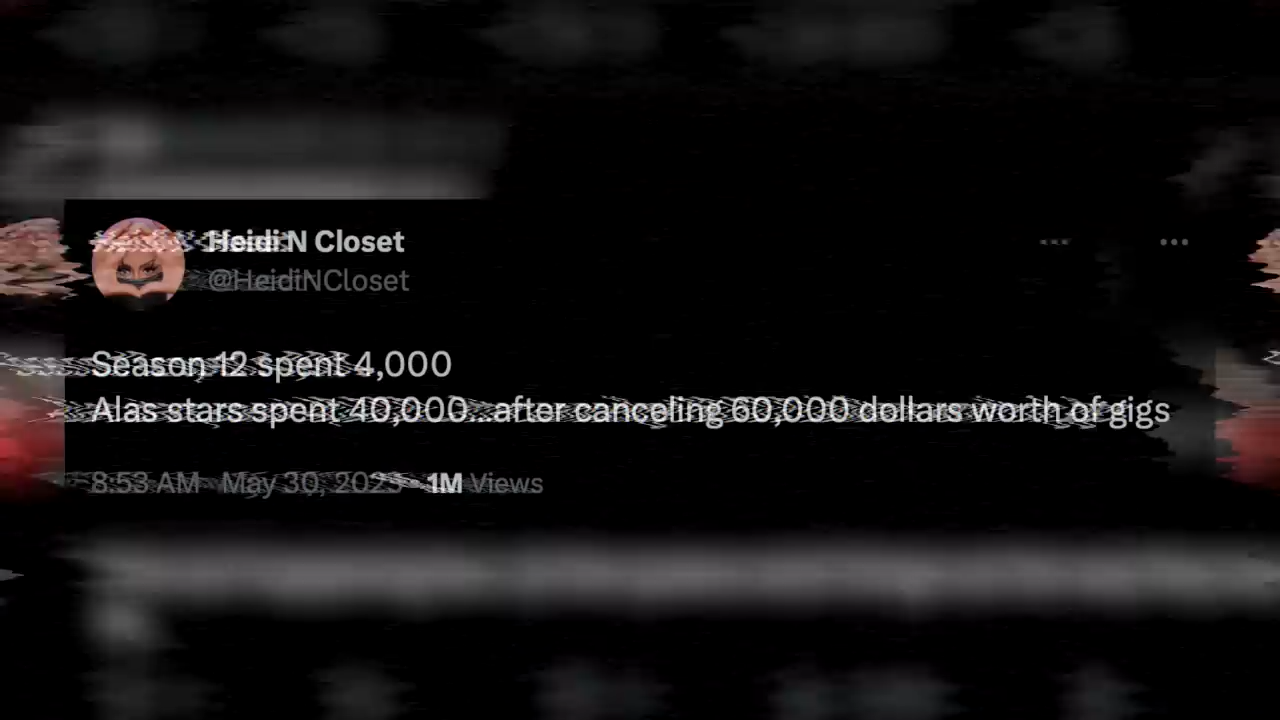 Heidi N Closet
@HeidiNCloset
Season 12 spent 4,000
Alas stars spent 40,000...after canceling 60,000 dollars worth of gigs
8:53 AM · May 30, 2023 · 1M Views